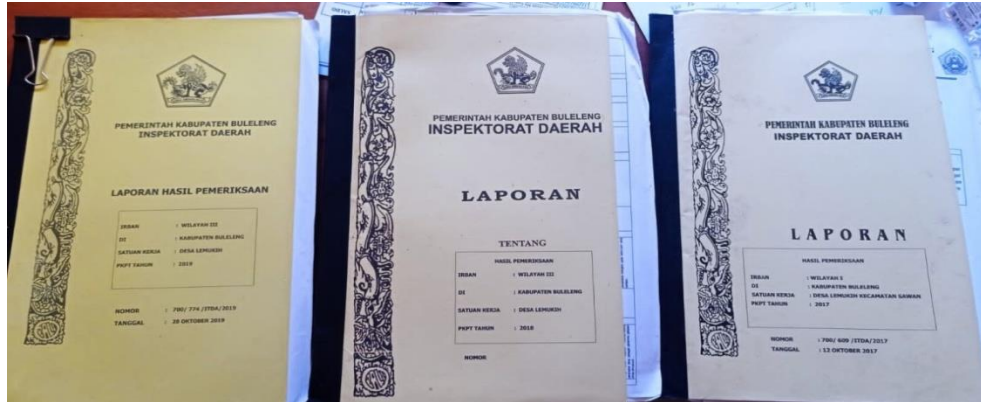 PEMERINTAH KABUPATEN BULELENG
INSPEKTORAT DAERAH
LAPORAN HASIL PEMERIKSAAN
IRBAN : WILAYAH III
DI : KABUPATEN BULELENG
SATUAN KERJA : DESA LEMUKIH
PKPT TAHUN : 2019
NOMOR : 700/ 774 /ITDA/2019
TANGGAL : 28 OKTOBER 2019
PEMERINTAH KABUPATEN BULELENG
INSPEKTORAT DAERAH
LAPORAN
TENTANG
HASIL PEMERIKSAAN
IRBAN : WILAYAH III
DI : KABUPATEN BULELENG
SATUAN KERJA : DESA LEMUKIH
PKPT TAHUN : 2018
NOMOR
PEMERINTAH KABUPATEN BULELENG
INSPEKTORAT DAERAH
LAPORAN
HASIL PEMERIKSAAN
IRBAN : WILAYAH I
DI : KABUPATEN BULELENG
SATUAN KERJA : DESA LEMUKIH KECAMATAN SAWAN
PKPT TAHUN : 2017
NOMOR : 700/ 609 /ITDA/2017
TANGGAL : 12 OKTOBER 2017